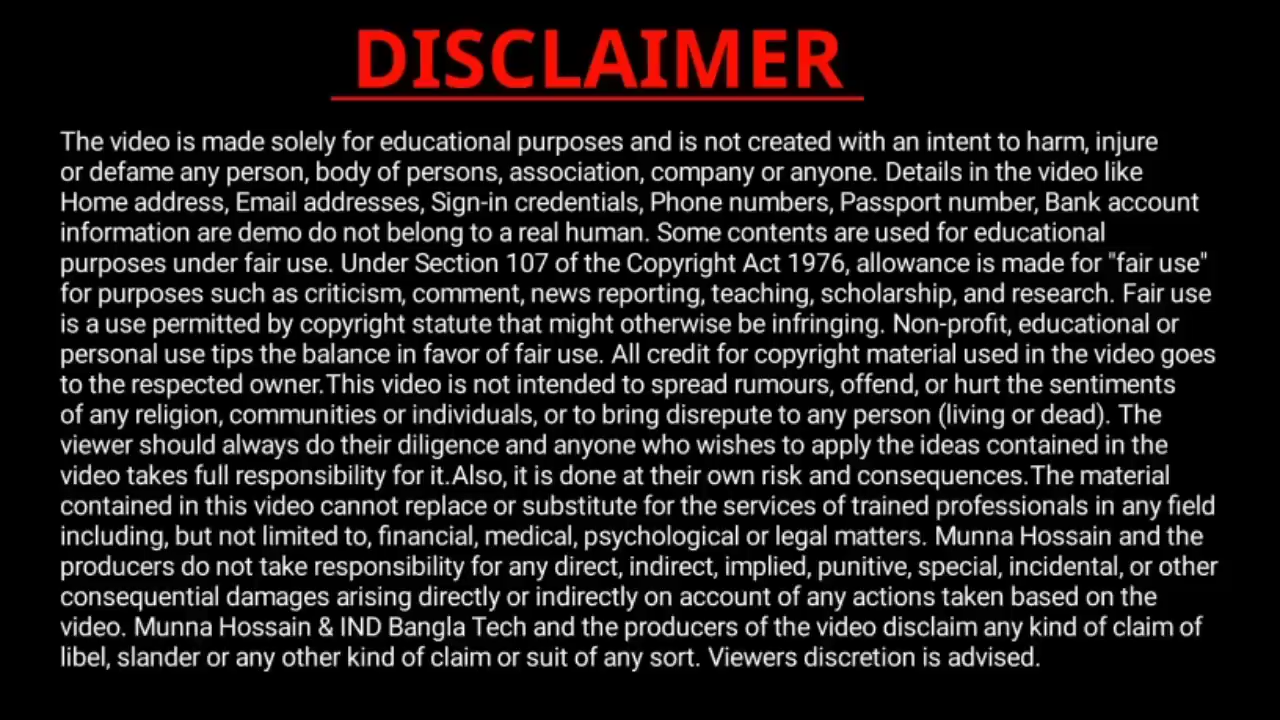 DISCLAIMER
The video is made solely for educational purposes and is not created with an intent to harm, injure
or defame any person, body of persons, association, company or anyone. Details in the video like
Home address, Email addresses, Sign-in credentials, Phone numbers, Passport number, Bank account
information are demo do not belong to a real human. Some contents are used for educational
purposes under fair use. Under Section 107 of the Copyright Act 1976, allowance is made for "fair use"
for purposes such as criticism, comment, news reporting, teaching, scholarship, and research. Fair use
is a use permitted by copyright statute that might otherwise be infringing. Non-profit, educational or
personal use tips the balance in favor of fair use. All credit for copyright material used in the video goes
to the respected owner.This video is not intended to spread rumours, offend, or hurt the sentiments
of any religion, communities or individuals, or to bring disrepute to any person (living or dead). The
viewer should always do their diligence and anyone who wishes to apply the ideas contained in the
video takes full responsibility for it.Also, it is done at their own risk and consequences.The material
contained in this video cannot replace or substitute for the services of trained professionals in any field
including, but not limited to, financial, medical, psychological or legal matters. Munna Hossain and the
producers do not take responsibility for any direct, indirect, implied, punitive, special, incidental, or other
consequential damages arising directly or indirectly on account of any actions taken based on the
video. Munna Hossain & IND Bangla Tech and the producers of the video disclaim any kind of claim of
libel, slander or any other kind of claim or suit of any sort. Viewers discretion is advised.